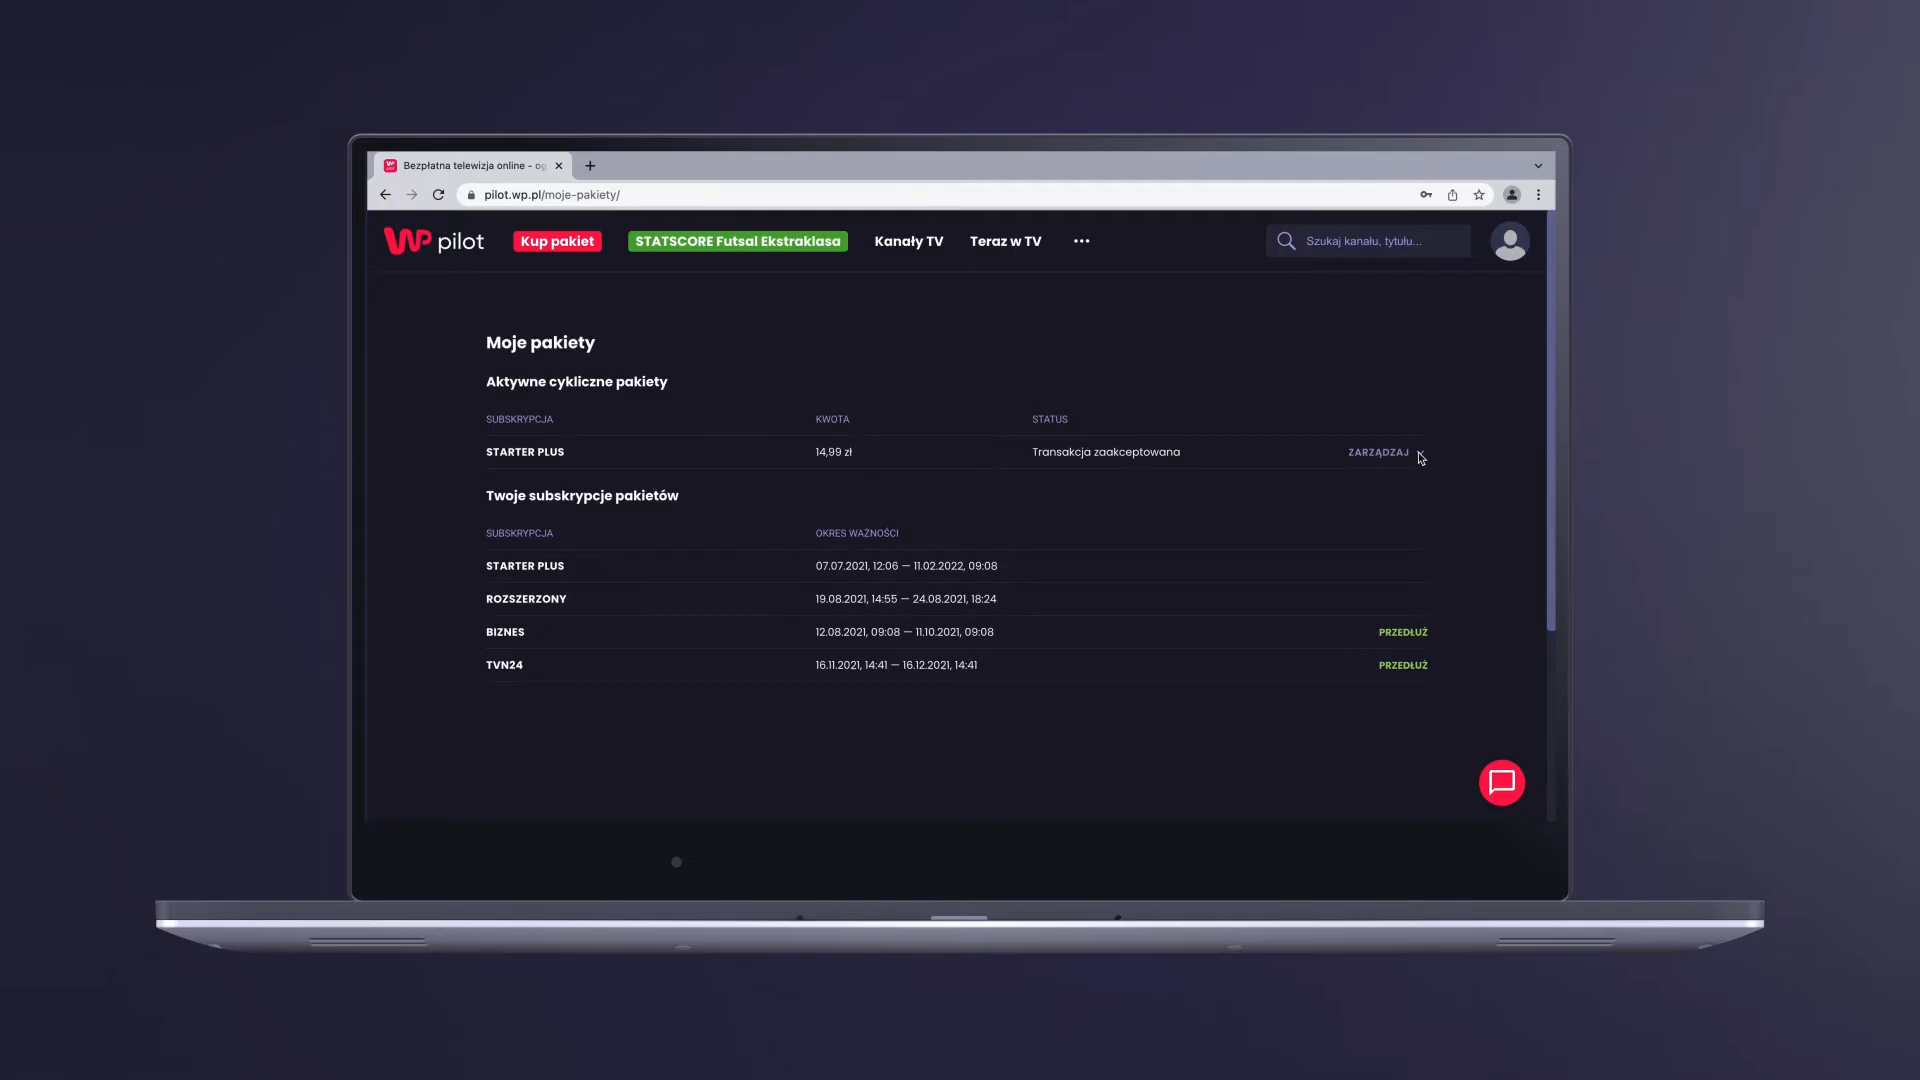 Bezpłatna telewizja online - og
pilot.wp.pl/moje-pakiety/
WP pilot
Kup pakiet
STATSCORE Futsal Ekstraklasa
Kanały TV
Teraz w TV
Szukaj kanału, tytułu...
Moje pakiety
Aktywne cykliczne pakiety
SUBSKRYPCJA KWOTA STATUS
STARTER PLUS 14,99 zł Transakcja zaakceptowana ZARZĄDZAJ
Twoje subskrypcje pakietów
SUBSKRYPCJA OKRES WAŻNOŚCI
STARTER PLUS 07.07.2021, 12:06 — 11.02.2022, 09:08
ROZSZERZONY 19.08.2021, 14:55 — 24.08.2021, 18:24
BIZNES 12.08.2021, 09:08 — 11.10.2021, 09:08 PRZEDŁUŻ
TVN24 16.11.2021, 14:41 — 16.12.2021, 14:41 PRZEDŁUŻ